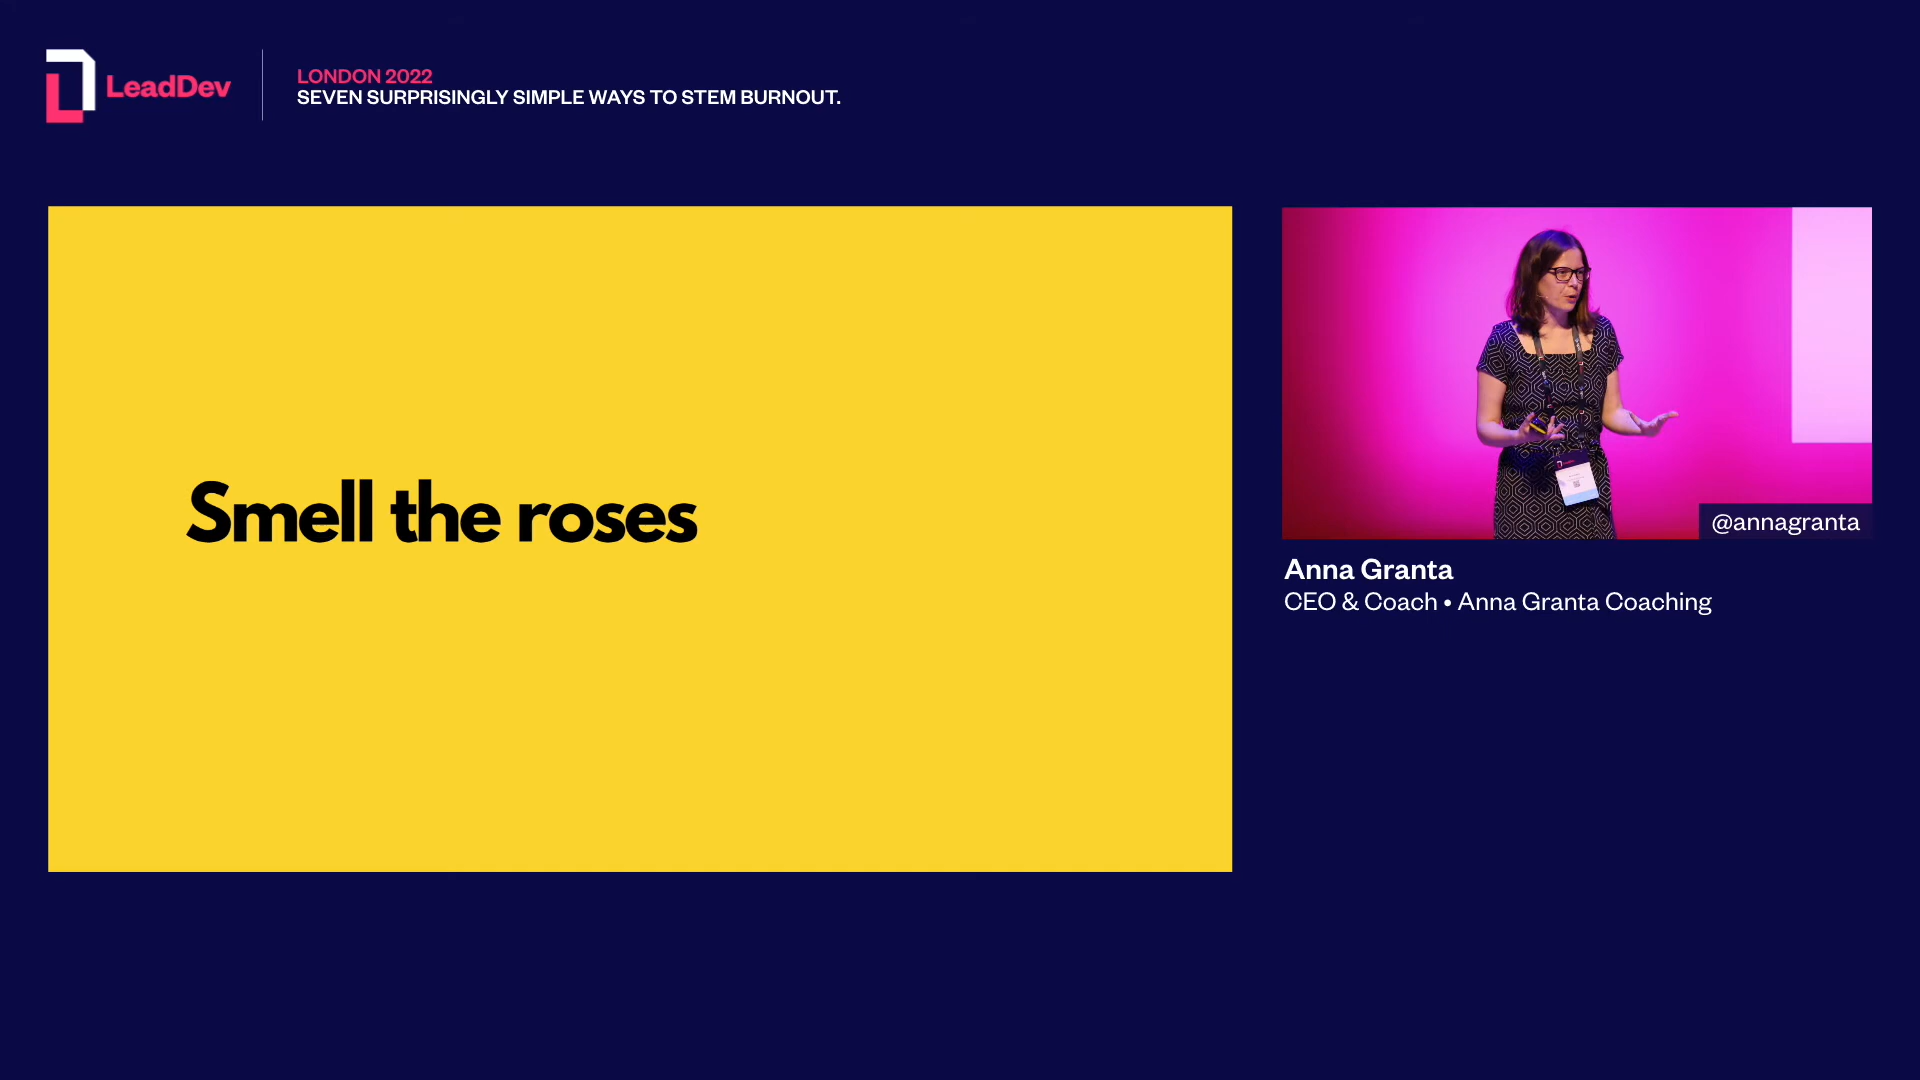 LeadDev
LONDON 2022
SEVEN SURPRISINGLY SIMPLE WAYS TO STEM BURNOUT.
Smell the roses
@annagranta
Anna Granta
CEO & Coach • Anna Granta Coaching